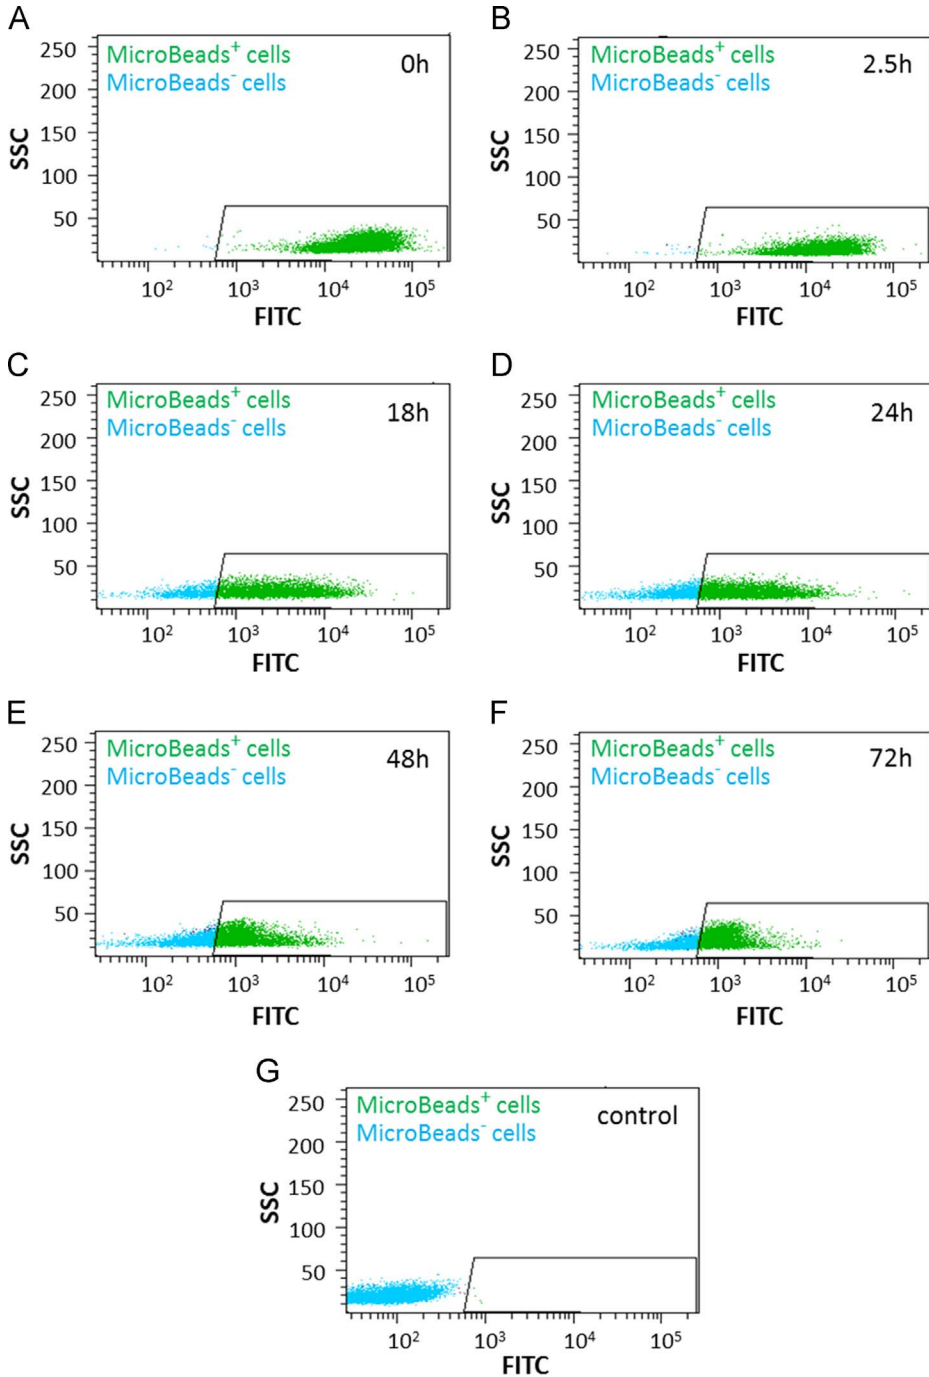 A
MicroBeads⁺ cells
MicroBeads⁻ cells
0h
250
200
150
100
50
SSC
10² 10³ 10⁴ 10⁵
FITC
B
MicroBeads⁺ cells
MicroBeads⁻ cells
2.5h
250
200
150
100
50
SSC
10² 10³ 10⁴ 10⁵
FITC
C
MicroBeads⁺ cells
MicroBeads⁻ cells
18h
250
200
150
100
50
SSC
10² 10³ 10⁴ 10⁵
FITC
D
MicroBeads⁺ cells
MicroBeads⁻ cells
24h
250
200
150
100
50
SSC
10² 10³ 10⁴ 10⁵
FITC
E
MicroBeads⁺ cells
MicroBeads⁻ cells
48h
250
200
150
100
50
SSC
10² 10³ 10⁴ 10⁵
FITC
F
MicroBeads⁺ cells
MicroBeads⁻ cells
72h
250
200
150
100
50
SSC
10² 10³ 10⁴ 10⁵
FITC
G
MicroBeads⁺ cells
MicroBeads⁻ cells
control
250
200
150
100
50
SSC
10² 10³ 10⁴ 10⁵
FITC